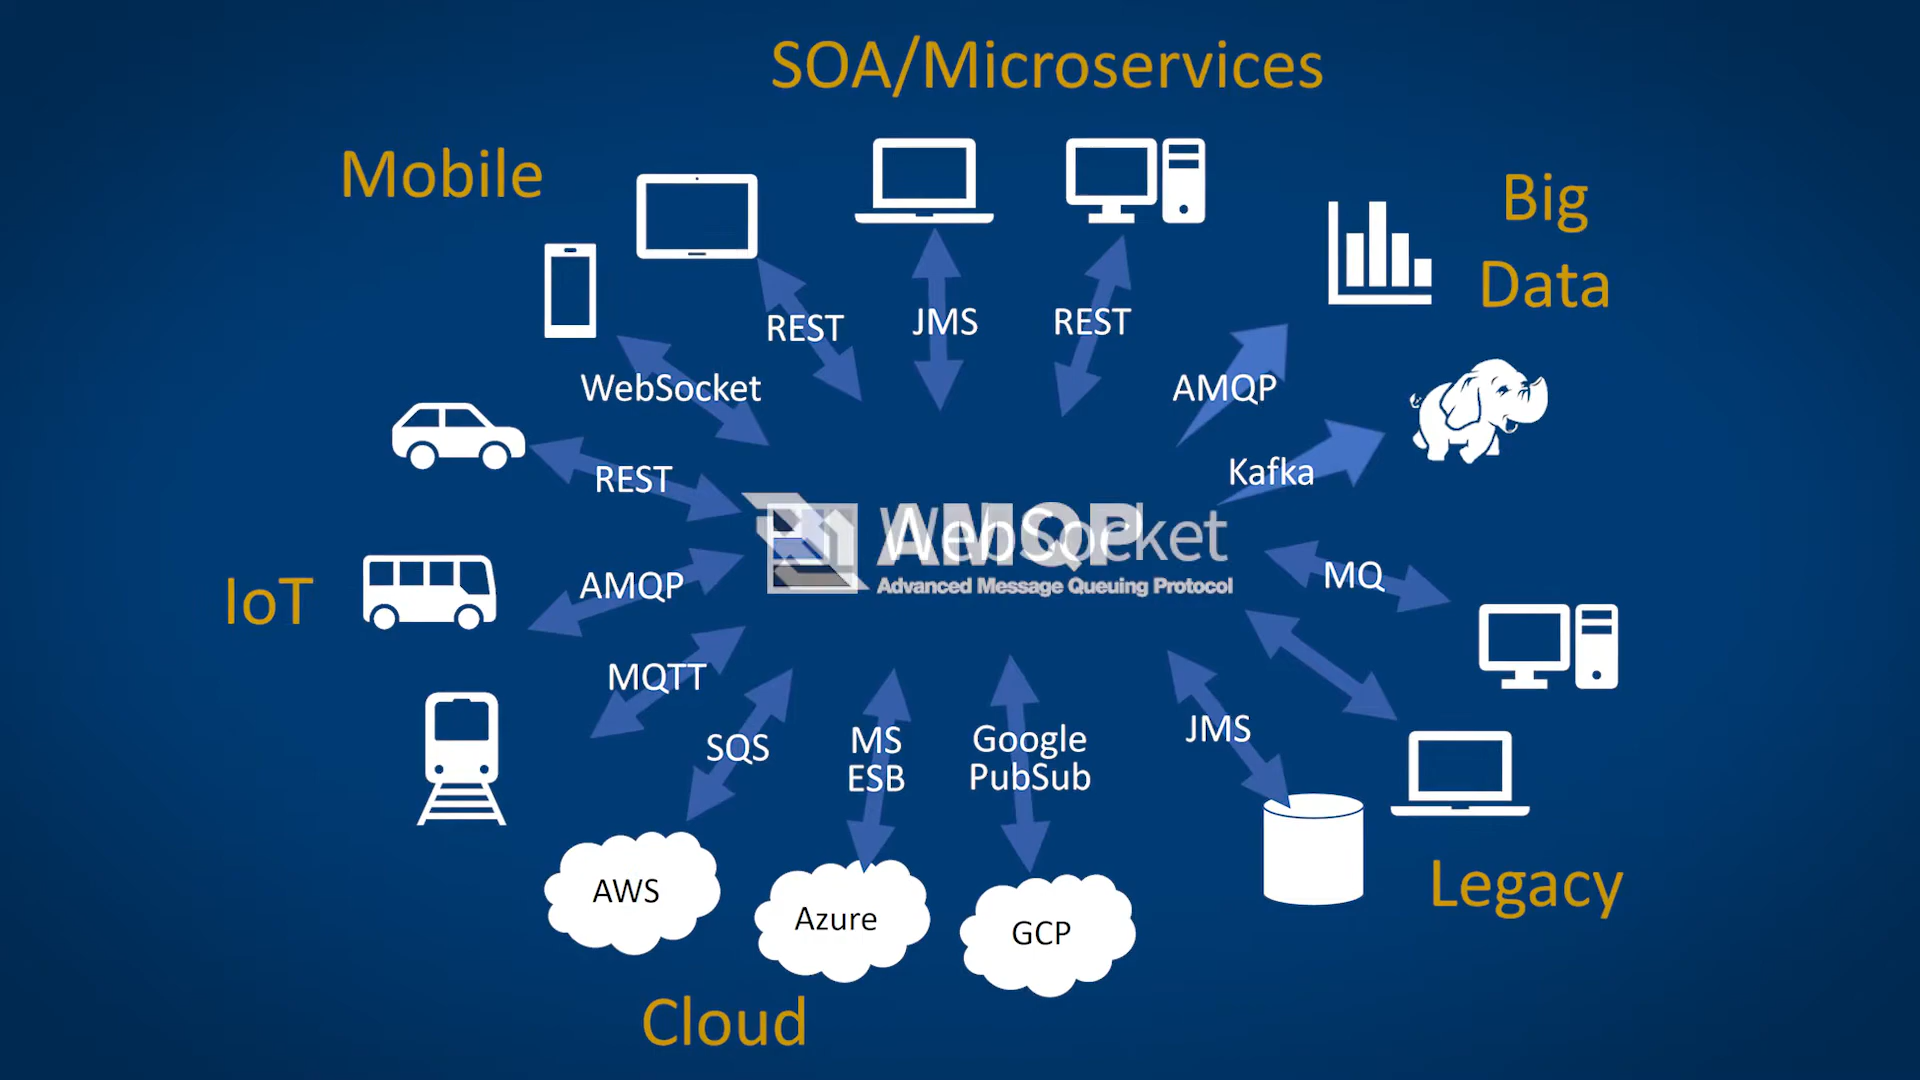 SOA/Microservices
Mobile
Big
Data
REST
JMS
REST
WebSocket
AMQP
REST
Kafka
AMQP
WebSocket
Advanced Message Queuing Protocol
MQ
IoT
AMQP
MQTT
SQS
MS
ESB
Google
PubSub
JMS
AWS
Azure
GCP
Legacy
Cloud